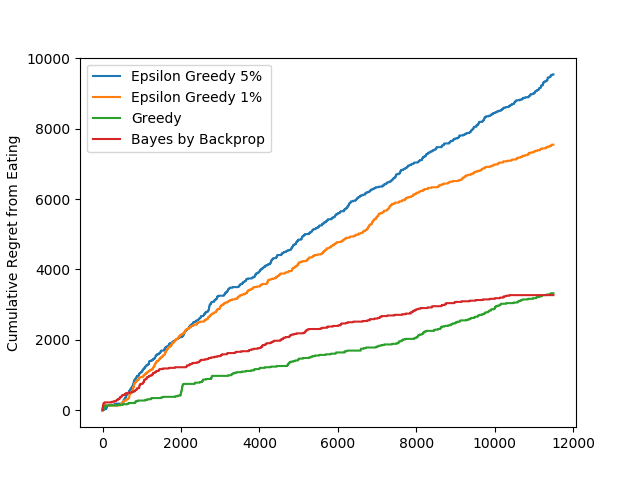 Epsilon Greedy 5%
Epsilon Greedy 1%
Greedy
Bayes by Backprop
Cumulative Regret from Eating
10000
8000
6000
4000
2000
0
0 2000 4000 6000 8000 10000 12000